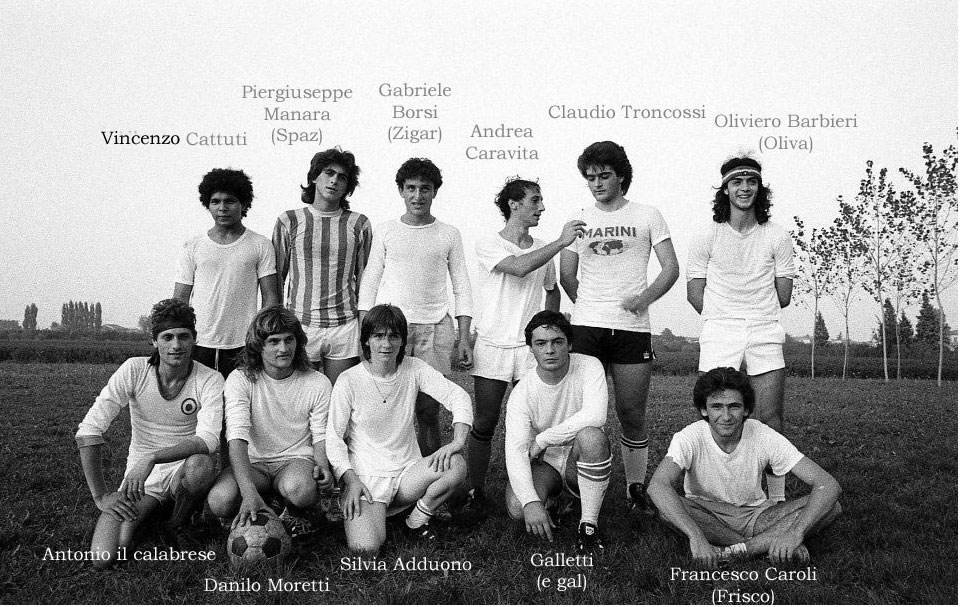 Piergiuseppe
Manara
(Spaz)
Gabriele
Borsi
(Zigar)
Vincenzo Cattuti
Andrea
Caravita
Claudio Troncossi
Oliviero Barbieri
(Oliva)
MARINI
Antonio il calabrese
Danilo Moretti
Silvia Adduono
Galletti
(e gal)
Francesco Caroli
(Frisco)